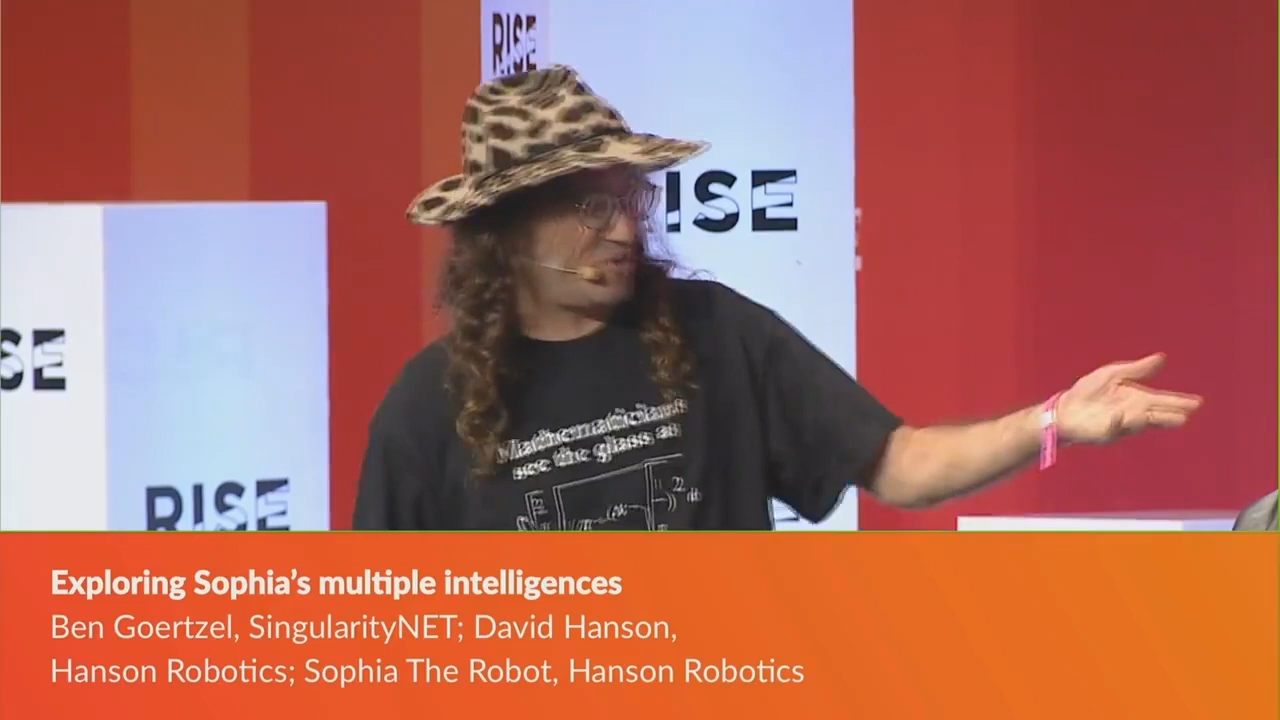 RISE
ISE
SE
RISE
Mathematicians
see the glass as
Exploring Sophia's multiple intelligences
Ben Goertzel, SingularityNET; David Hanson,
Hanson Robotics; Sophia The Robot, Hanson Robotics